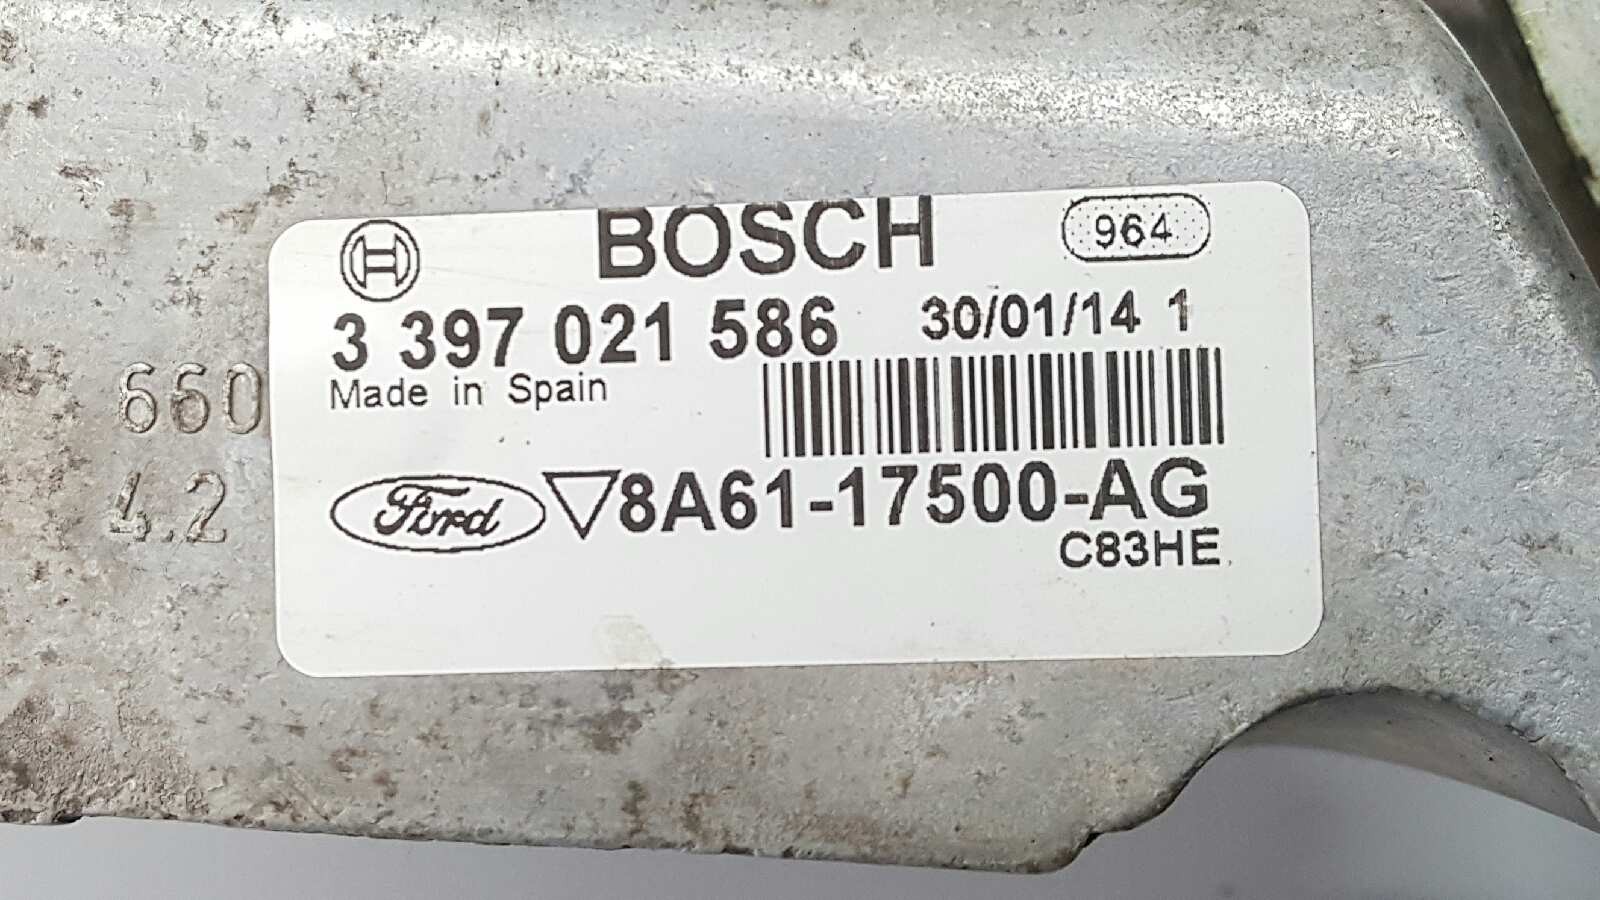 BOSCH 964
3 397 021 586 30/01/14 1
Made in Spain
660
4.2
Ford 8A61-17500-AG
C83HE